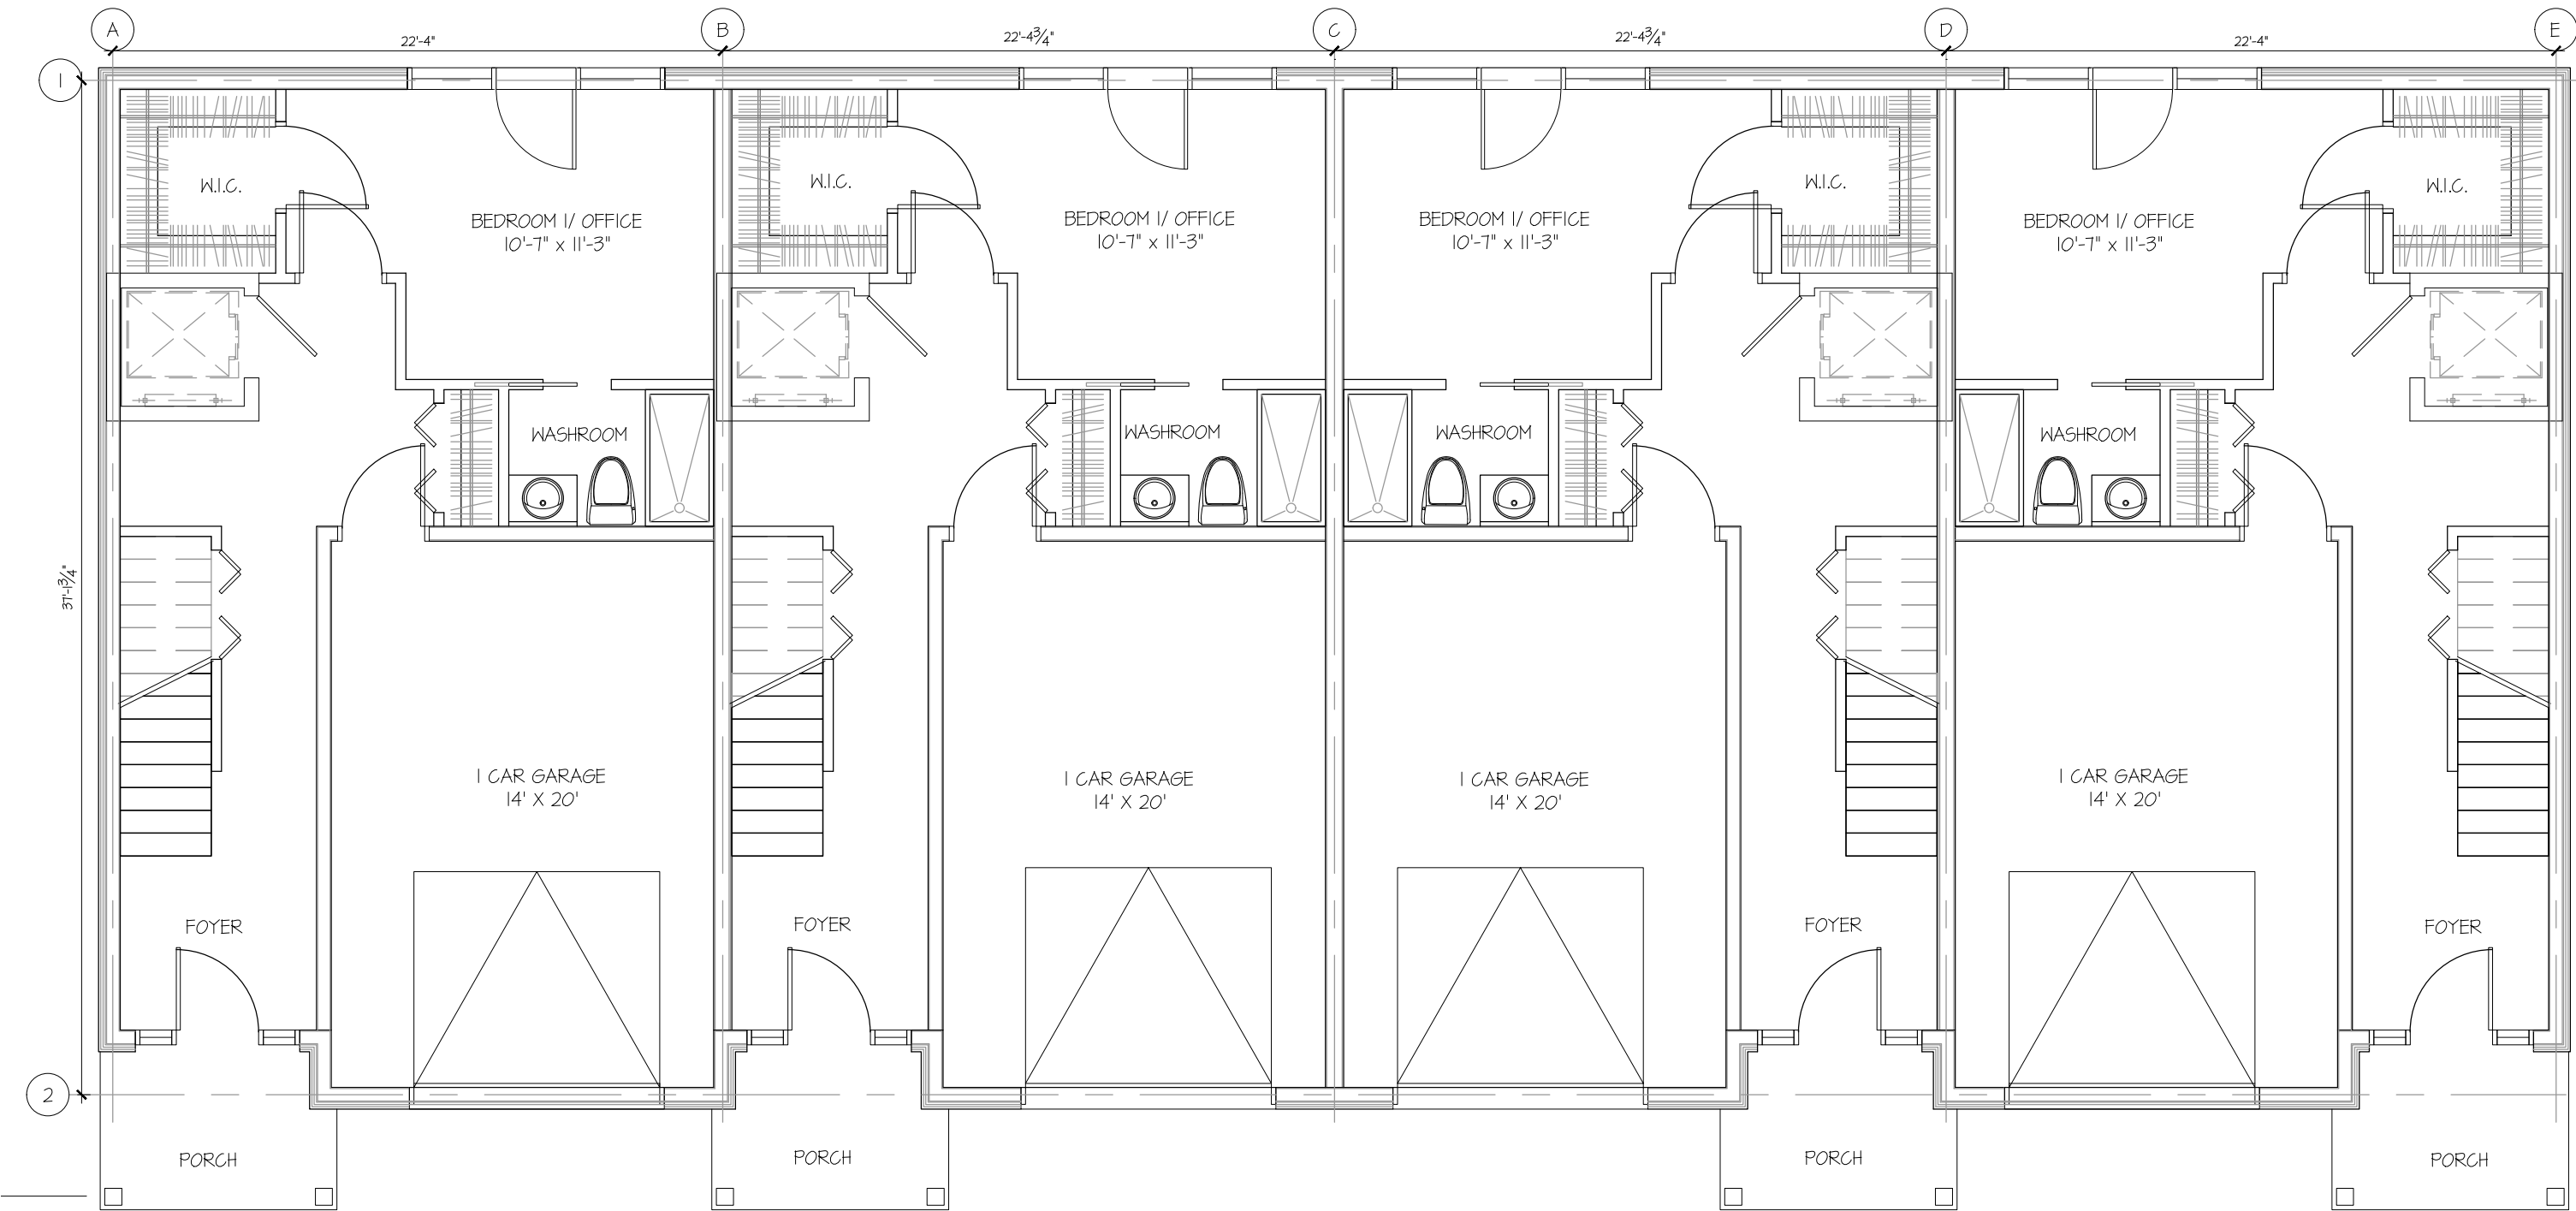 A B C D E
22'-4" 22'-4¾" 22'-4¾" 22'-4"
1
W.I.C. W.I.C. W.I.C. W.I.C.
BEDROOM 1/ OFFICE BEDROOM 1/ OFFICE BEDROOM 1/ OFFICE BEDROOM 1/ OFFICE
10'-7" x 11'-3" 10'-7" x 11'-3" 10'-7" x 11'-3" 10'-7" x 11'-3"
WASHROOM WASHROOM WASHROOM WASHROOM
37'-1¾"
1 CAR GARAGE 1 CAR GARAGE 1 CAR GARAGE 1 CAR GARAGE
14' X 20' 14' X 20' 14' X 20' 14' X 20'
FOYER FOYER FOYER FOYER
2
PORCH PORCH PORCH PORCH